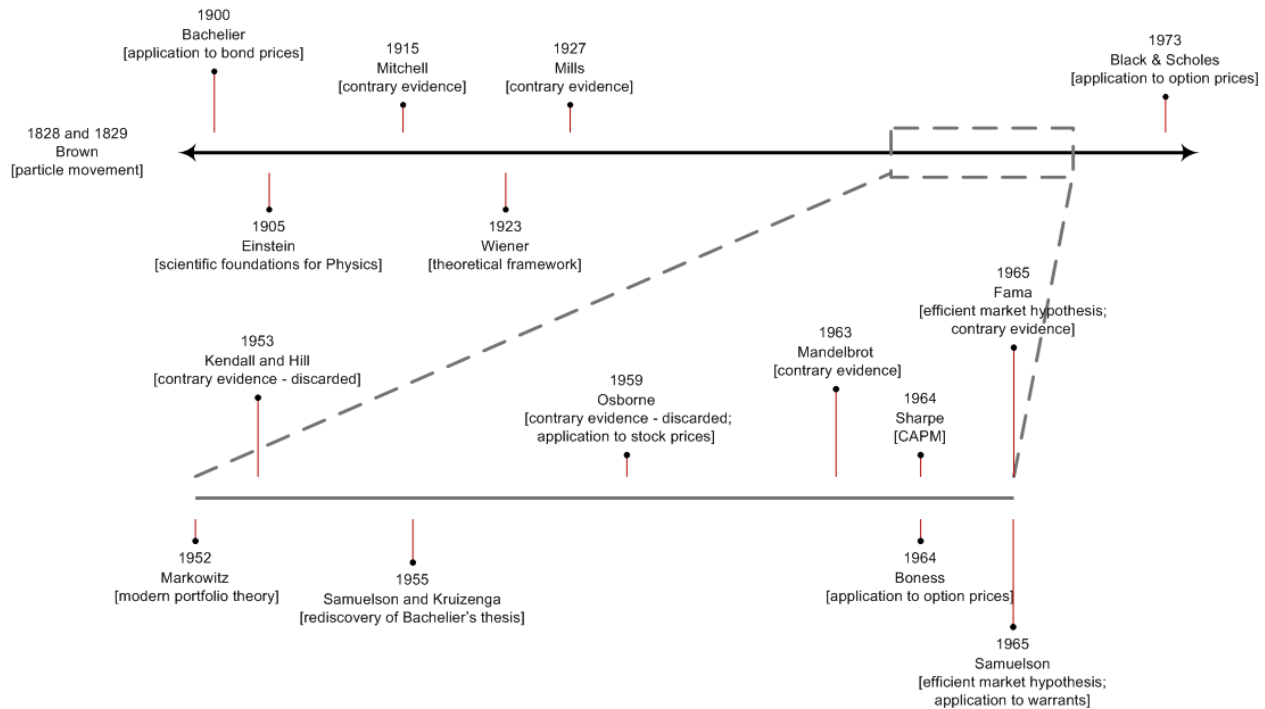 1900
Bachelier
[application to bond prices]
1915
Mitchell
[contrary evidence]
1927
Mills
[contrary evidence]
1973
Black & Scholes
[application to option prices]
1828 and 1829
Brown
[particle movement]
1905
Einstein
[scientific foundations for Physics]
1923
Wiener
[theoretical framework]
1965
Fama
[efficient market hypothesis;
contrary evidence]
1953
Kendall and Hill
[contrary evidence - discarded]
1959
Osborne
[contrary evidence - discarded;
application to stock prices]
1963
Mandelbrot
[contrary evidence]
1964
Sharpe
[CAPM]
1952
Markowitz
[modern portfolio theory]
1955
Samuelson and Kruizenga
[rediscovery of Bachelier's thesis]
1964
Boness
[application to option prices]
1965
Samuelson
[efficient market hypothesis;
application to warrants]